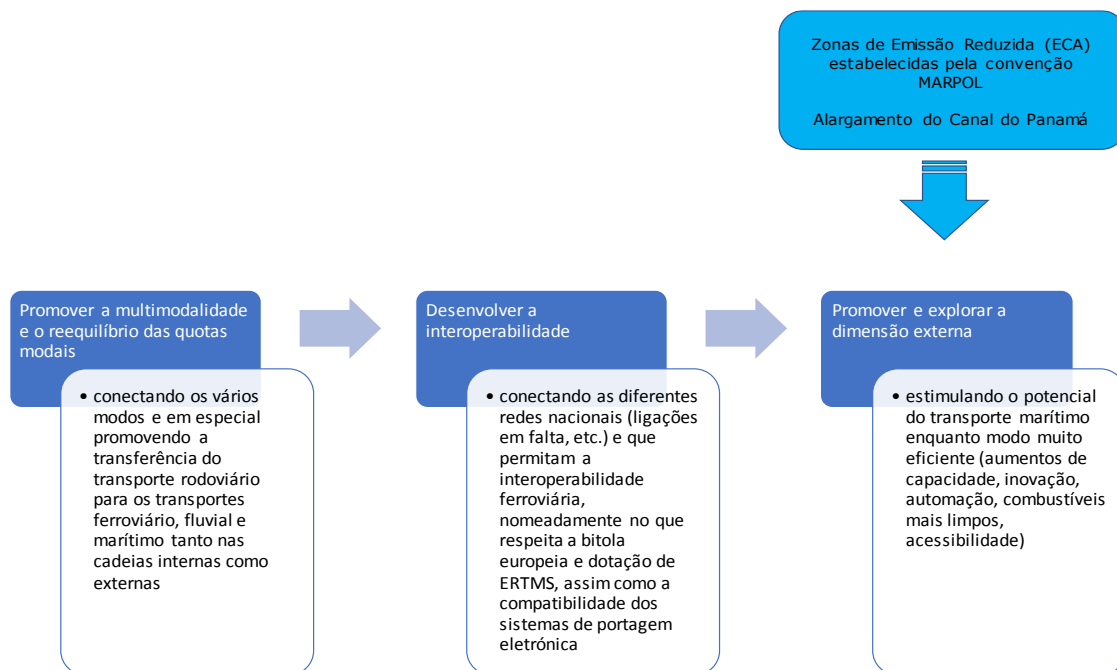 Zonas de Emissão Reduzida (ECA)
estabelecidas pela convenção
MARPOL
Alargamento do Canal do Panamá
Promover a multimodalidade
e o reequilíbrio das quotas
modais
• conectando os vários
modos e em especial
promovendo a
transferência do
transporte rodoviário
para os transportes
ferroviário, fluvial e
marítimo tanto nas
cadeias internas como
externas
Desenvolver a
interoperabilidade
• conectando as diferentes
redes nacionais (ligações
em falta, etc.) e que
permitam a
interoperabilidade
ferroviária,
nomeadamente no que
respeita a bitola
europeia e dotação de
ERTMS, assim como a
compatibilidade dos
sistemas de portagem
eletrónica
Promover e explorar a
dimensão externa
• estimulando o potencial
do transporte marítimo
enquanto modo muito
eficiente (aumentos de
capacidade, inovação,
automação, combustíveis
mais limpos,
acessibilidade)